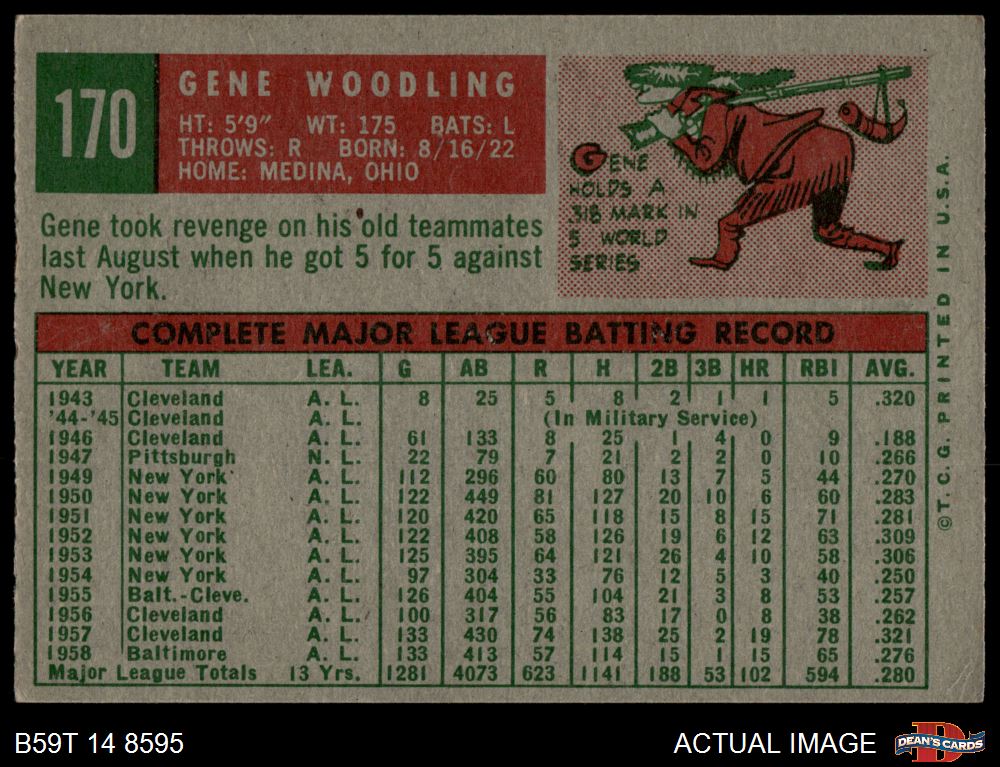 170
GENE WOODLING
HT: 5'9" WT: 175 BATS: L
THROWS: R BORN: 8/16/22
HOME: MEDINA, OHIO
Gene took revenge on his old teammates
last August when he got 5 for 5 against
New York.
GENE
HOLDS A
318 MARK IN
5 WORLD
SERIES
COMPLETE MAJOR LEAGUE BATTING RECORD
YEAR TEAM LEA. G AB R H 2B 3B HR RBI AVG.
1943 Cleveland A. L. 8 25 5 8 2 1 1 5 .320
'44-'45 Cleveland A. L. (In Military Service)
1946 Cleveland A. L. 61 133 8 25 1 4 0 9 .188
1947 Pittsburgh N. L. 22 79 7 21 2 2 0 10 .266
1949 New York A. L. 112 296 60 80 13 7 5 44 .270
1950 New York A. L. 122 449 81 127 20 10 6 60 .283
1951 New York A. L. 120 420 65 118 15 8 15 71 .281
1952 New York A. L. 122 408 58 126 19 6 12 63 .309
1953 New York A. L. 125 395 64 121 26 4 10 58 .306
1954 New York A. L. 97 304 33 76 12 5 3 40 .250
1955 Balt.-Cleve. A. L. 126 404 55 104 21 3 8 53 .257
1956 Cleveland A. L. 100 317 56 83 17 0 8 38 .262
1957 Cleveland A. L. 133 430 74 138 25 2 19 78 .321
1958 Baltimore A. L. 133 413 57 114 15 1 15 65 .276
Major League Totals 13 Yrs. 1281 4073 623 1141 188 53 102 594 .280
©T. C. G. PRINTED IN U.S.A.
B59T 14 8595
ACTUAL IMAGE
D
DEAN'S CARDS